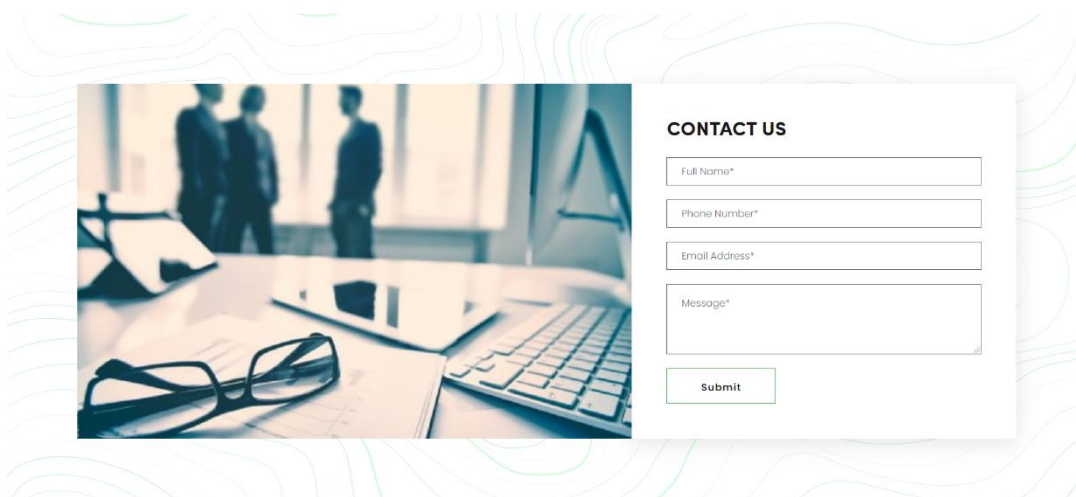 CONTACT US
Full Name*
Phone Number*
Email Address*
Message*
Submit